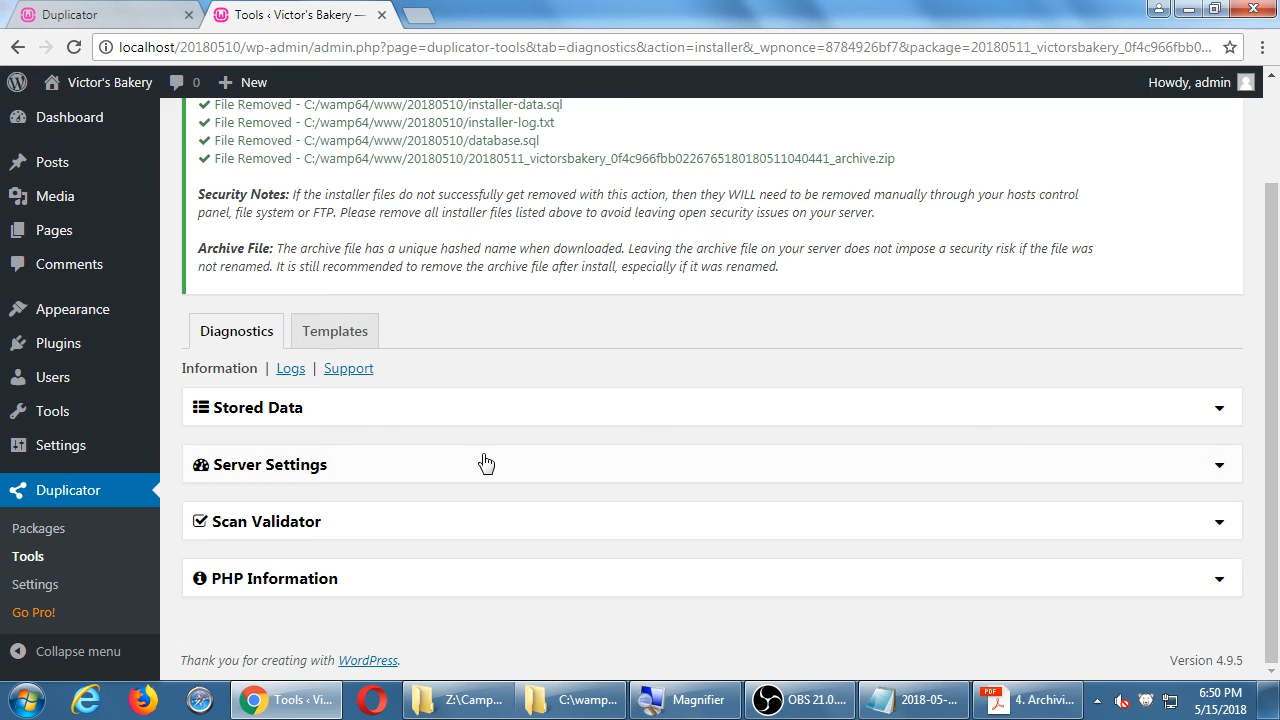 Duplicator
Tools ‹ Victor's Bakery —
localhost/20180510/wp-admin/admin.php?page=duplicator-tools&tab=diagnostics&action=installer&_wpnonce=8784926bf7&package=20180511_victorsbakery_0f4c966fbb0...
Victor's Bakery
0
New
Howdy, admin
Dashboard
Posts
Media
Pages
Comments
Appearance
Plugins
Users
Tools
Settings
Duplicator
Packages
Tools
Settings
Go Pro!
Collapse menu
File Removed - C:/wamp64/www/20180510/installer-data.sql
File Removed - C:/wamp64/www/20180510/installer-log.txt
File Removed - C:/wamp64/www/20180510/database.sql
File Removed - C:/wamp64/www/20180510/20180511_victorsbakery_0f4c966fbb0226765180180511040441_archive.zip
Security Notes: If the installer files do not successfully get removed with this action, then they WILL need to be removed manually through your hosts control
panel, file system or FTP. Please remove all installer files listed above to avoid leaving open security issues on your server.
Archive File: The archive file has a unique hashed name when downloaded. Leaving the archive file on your server does not impose a security risk if the file was
not renamed. It is still recommended to remove the archive file after install, especially if it was renamed.
Diagnostics
Templates
Information | Logs | Support
Stored Data
Server Settings
Scan Validator
PHP Information
Thank you for creating with WordPress.
Version 4.9.5
Tools ‹ Vi...
Z:\Camp...
C:\wamp...
Magnifier
OBS 21.0....
2018-05-...
PDF
4. Archivi...
6:50 PM
5/15/2018